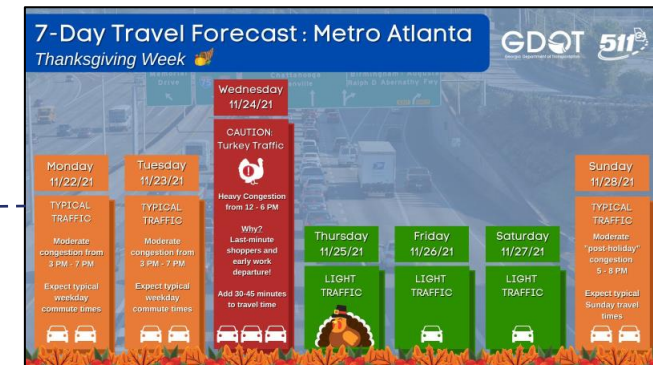 7-Day Travel Forecast : Metro Atlanta
Thanksgiving Week
GDOT
Georgia Department of Transportation
511
GA
Monday
11/22/21
TYPICAL
TRAFFIC
Moderate
congestion from
3 PM - 7 PM
Expect typical
weekday
commute times
Tuesday
11/23/21
TYPICAL
TRAFFIC
Moderate
congestion from
3 PM - 7 PM
Expect typical
weekday
commute times
Wednesday
11/24/21
CAUTION:
Turkey Traffic
Heavy Congestion
from 12 - 6 PM
Why?
Last-minute
shoppers and
early work
departure!
Add 30-45 minutes
to travel time
Thursday
11/25/21
LIGHT
TRAFFIC
Friday
11/26/21
LIGHT
TRAFFIC
Saturday
11/27/21
LIGHT
TRAFFIC
Sunday
11/28/21
TYPICAL
TRAFFIC
Moderate
"post-holiday"
congestion
5 - 8 PM
Expect typical
Sunday travel
times